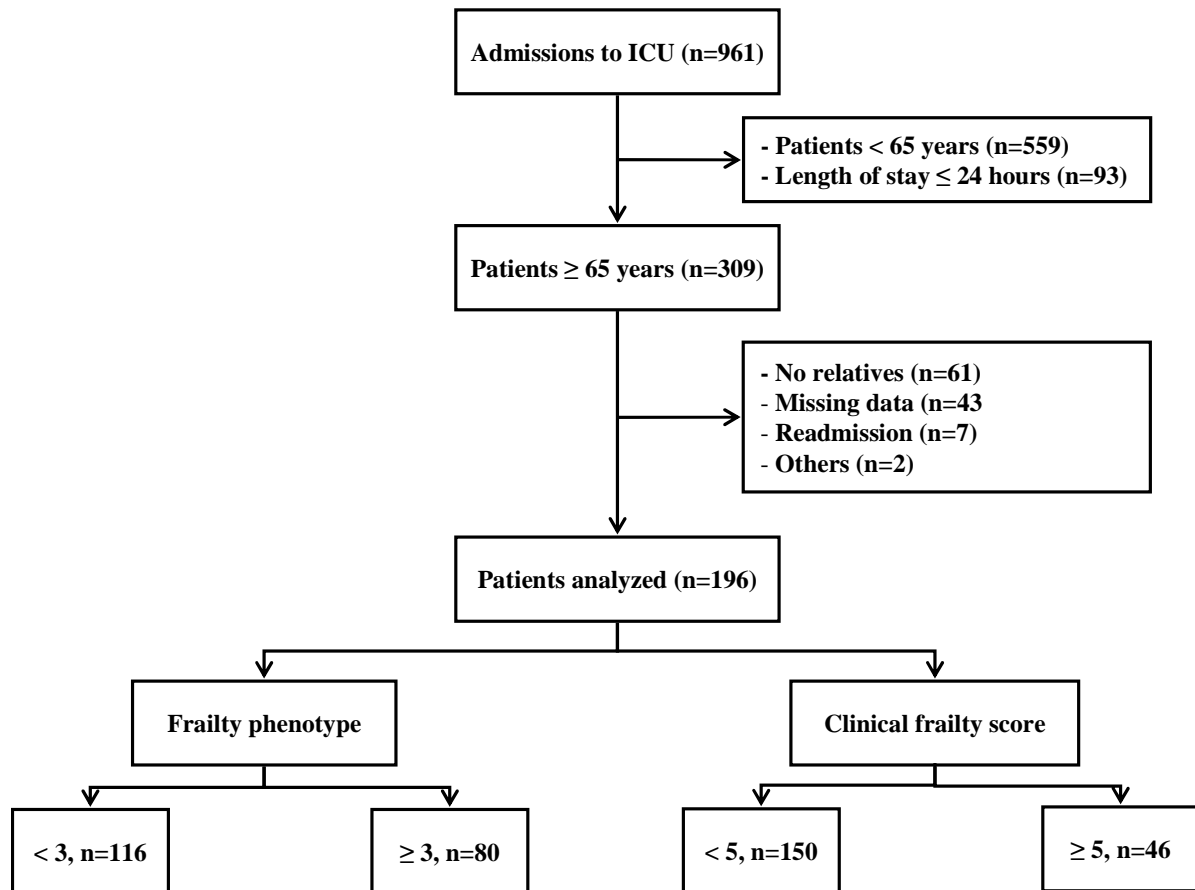 Admissions to ICU (n=961)
- Patients < 65 years (n=559)
- Length of stay ≤ 24 hours (n=93)
Patients ≥ 65 years (n=309)
- No relatives (n=61)
- Missing data (n=43
- Readmission (n=7)
- Others (n=2)
Patients analyzed (n=196)
Frailty phenotype
Clinical frailty score
< 3, n=116
≥ 3, n=80
< 5, n=150
≥ 5, n=46